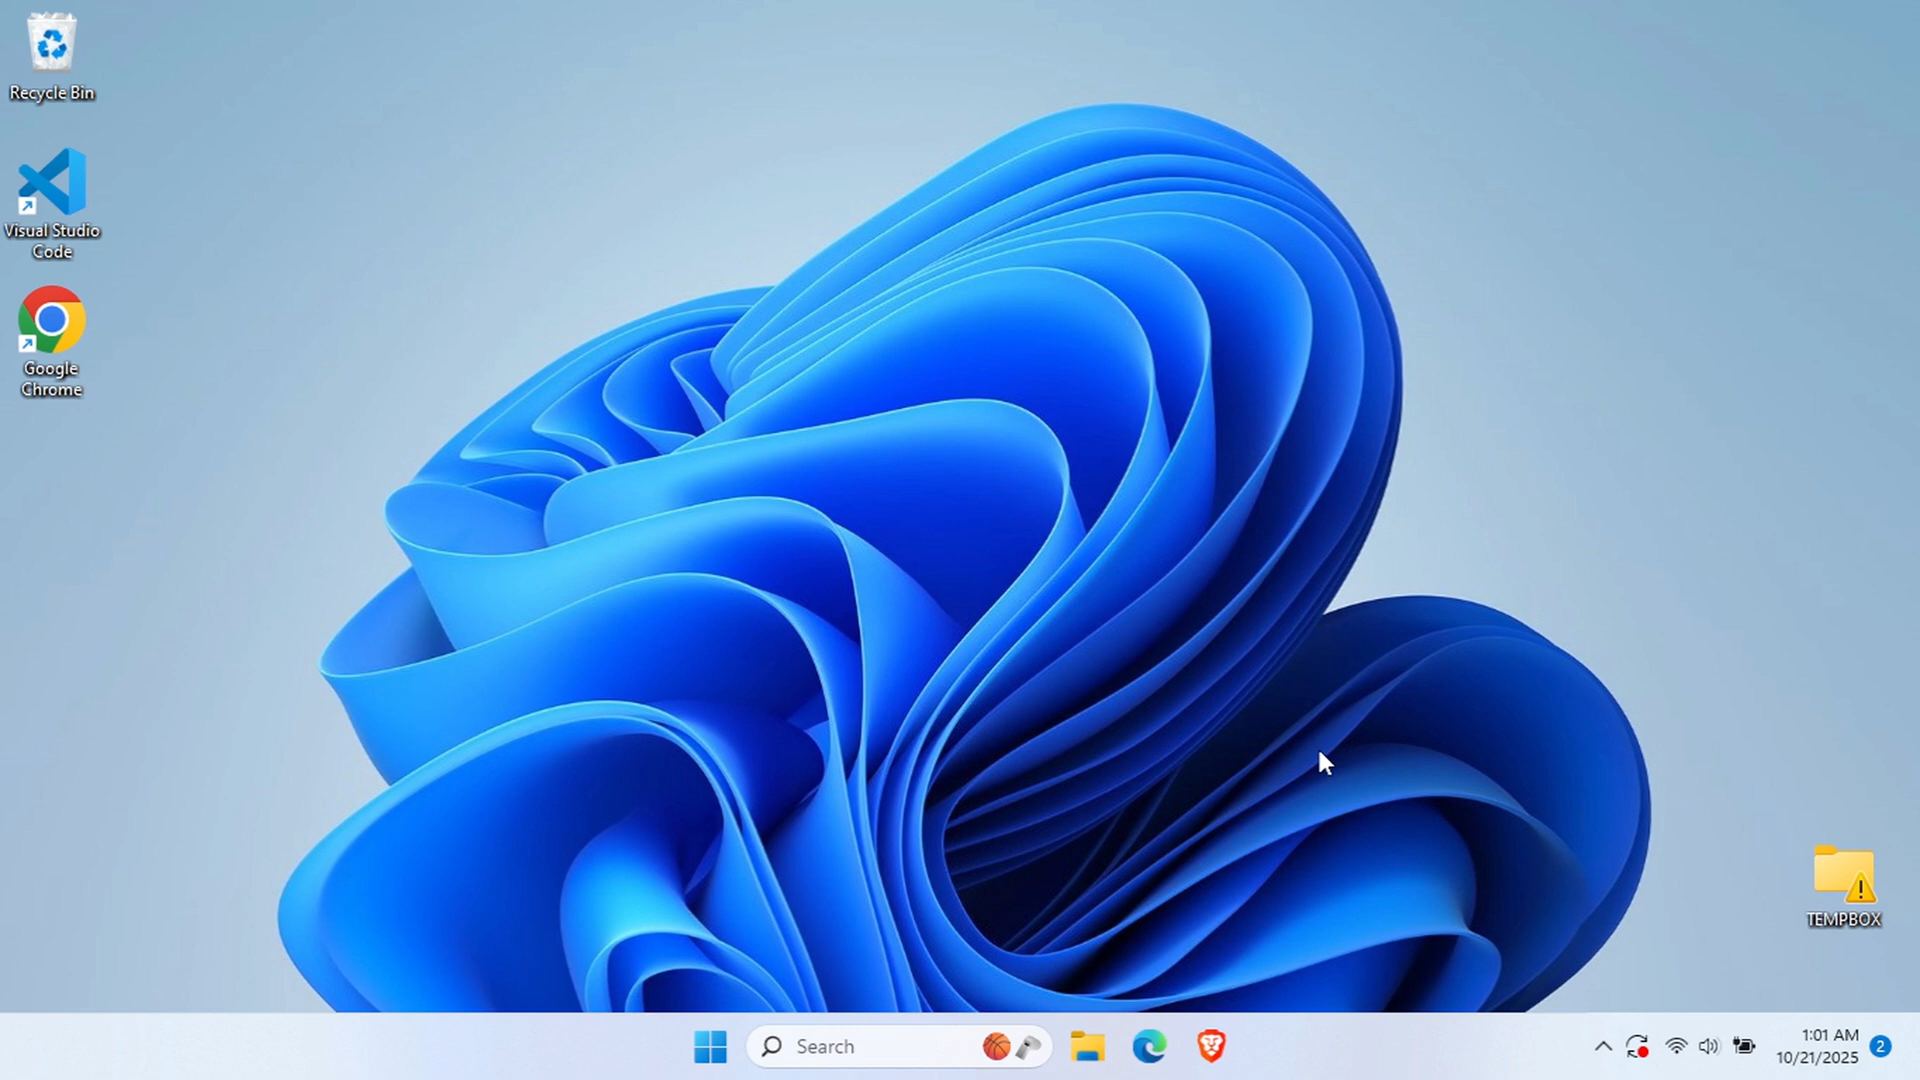 Recycle Bin
Visual Studio
Code
Google
Chrome
TEMPBOX
Search
1:01 AM
10/21/2025
2